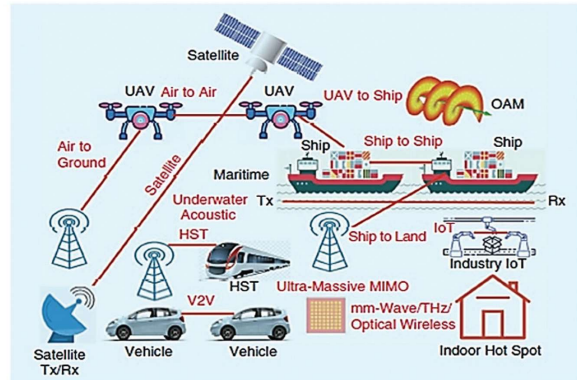 Satellite
UAV
Air to Air
UAV
UAV to Ship
OAM
Air to
Ground
Satellite
Ship
Ship to Ship
Ship
Maritime
Tx
Rx
Underwater
Acoustic
HST
HST
Ship to Land
IoT
Industry IoT
Ultra-Massive MIMO
V2V
mm-Wave/THz/
Optical Wireless
Satellite
Tx/Rx
Vehicle
Vehicle
Indoor Hot Spot